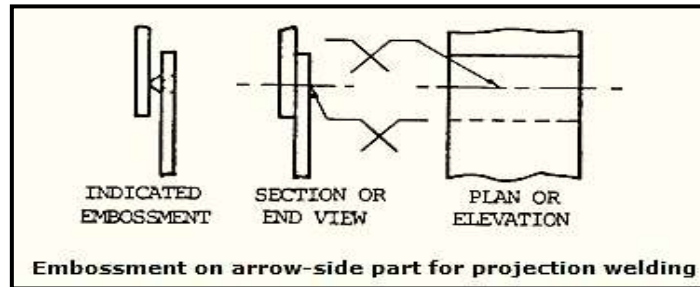 INDICATED
EMBOSSMENT
SECTION OR
END VIEW
PLAN OR
ELEVATION
Embossment on arrow-side part for projection welding